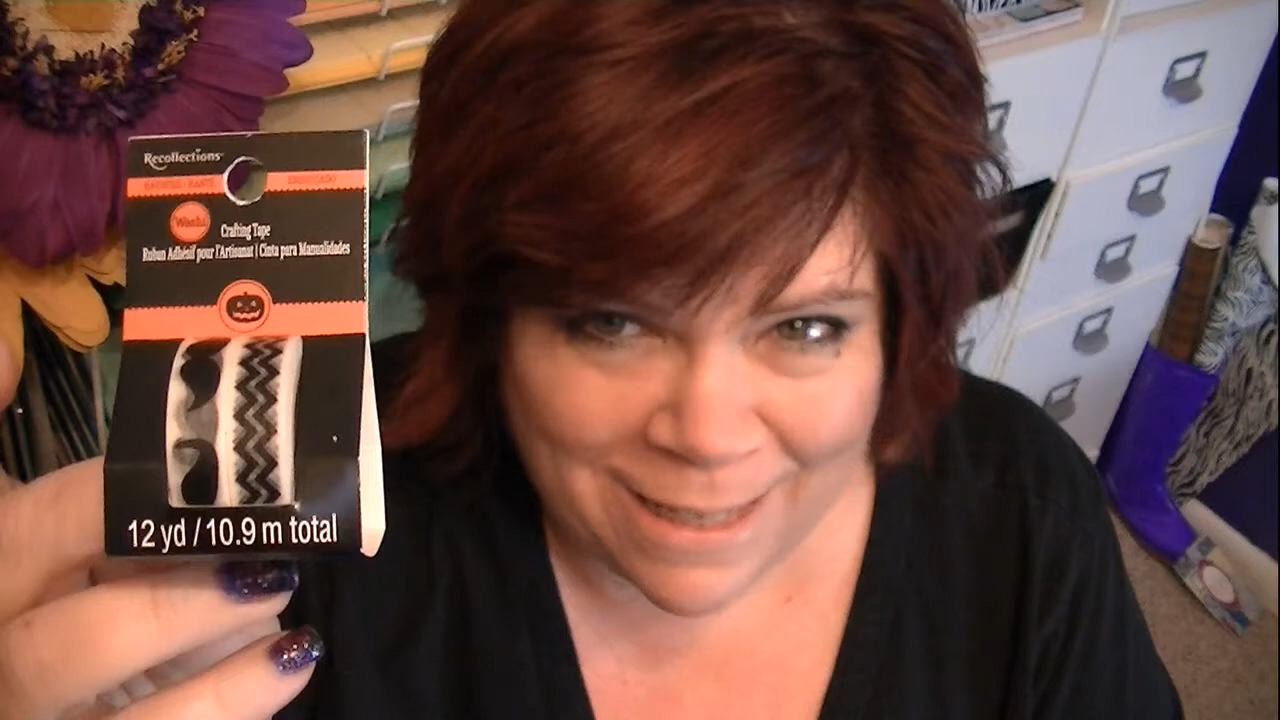 Recollections
Washi
Crafting Tape
Ruban Adhésif pour l'Artisanat | Cinta para Manualidades
12 yd / 10.9 m total